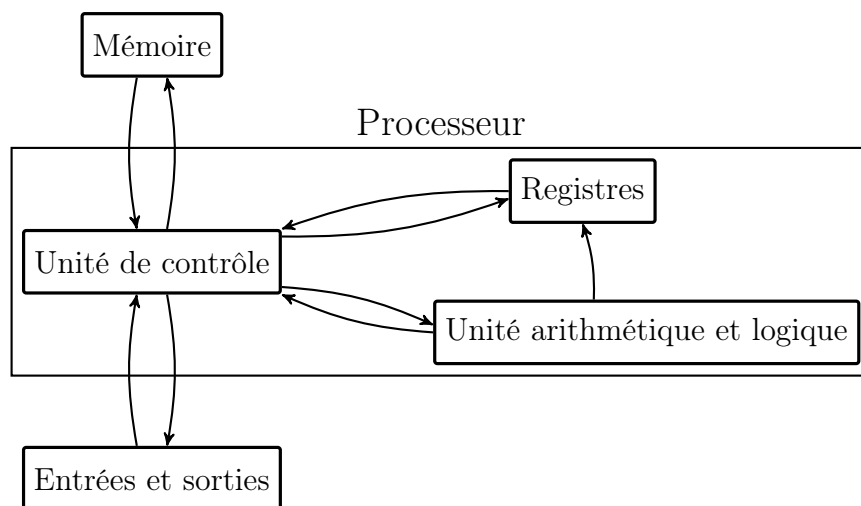 Mémoire
Processeur
Registres
Unité de contrôle
Unité arithmétique et logique
Entrées et sorties